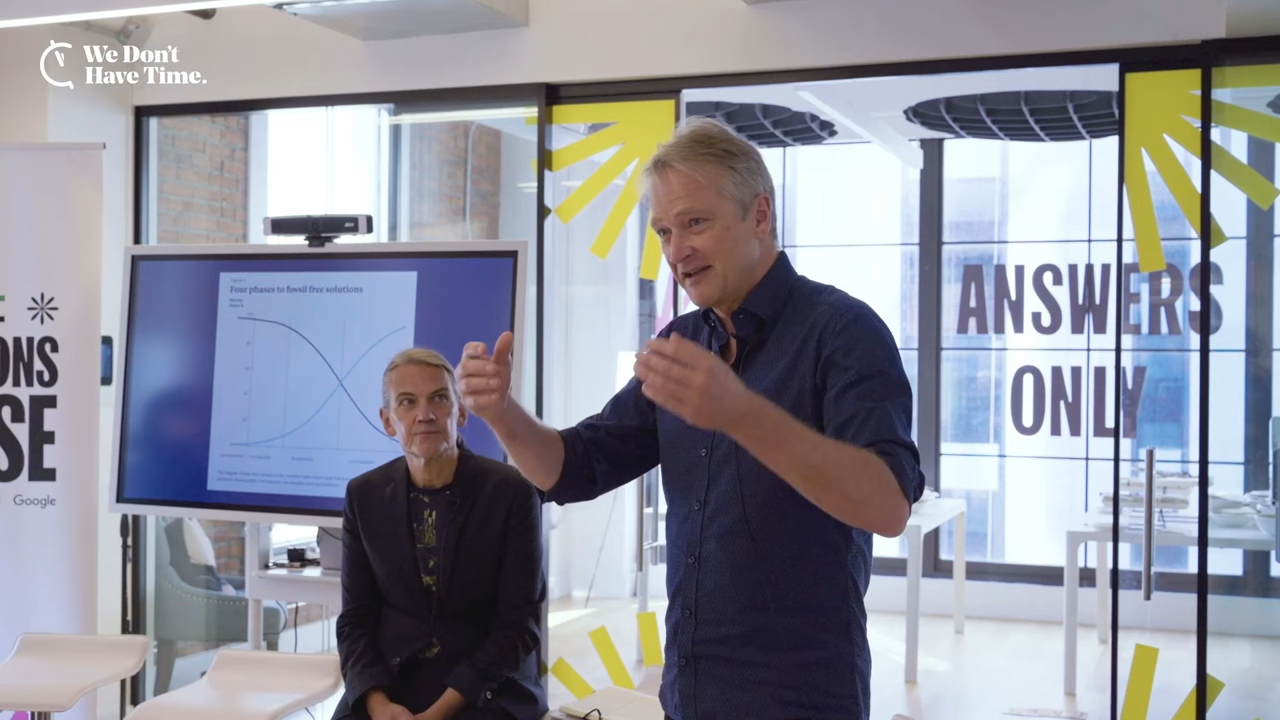 We Don't
Have Time.
Four phases to fossil free solutions
ONS
SE
Google
ANSWERS
ONLY